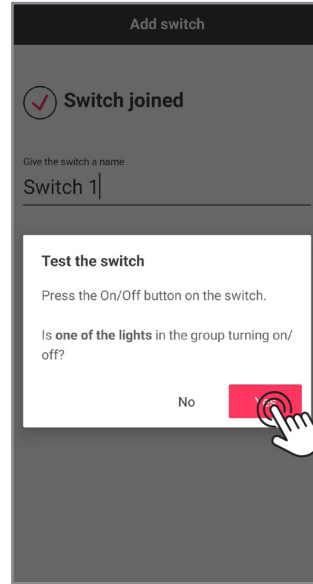 Add switch
Switch joined
Give the switch a name
Switch 1
Test the switch
Press the On/Off button on the switch.
Is one of the lights in the group turning on/
off?
No
Yes